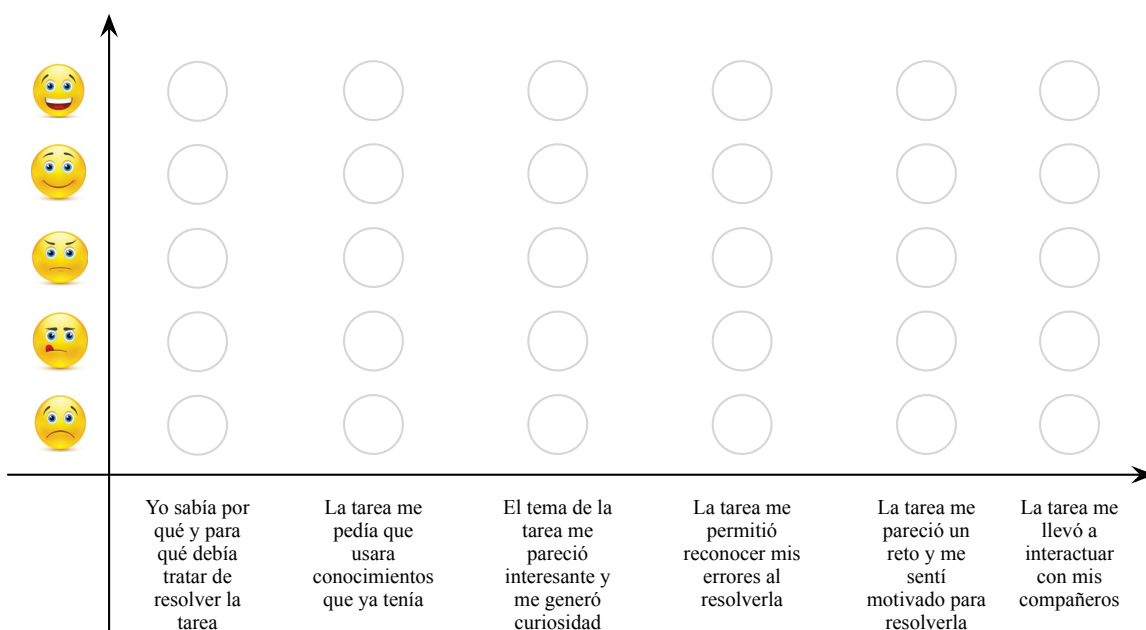 Yo sabía por
qué y para
qué debía
tratar de
resolver la
tarea
La tarea me
pedía que
usara
conocimientos
que ya tenía
El tema de la
tarea me
pareció
interesante y
me generó
curiosidad
La tarea me
permitió
reconocer mis
errores al
resolverla
La tarea me
pareció un
reto y me
sentí
motivado para
resolverla
La tarea me
llevó a
interactuar
con mis
compañeros